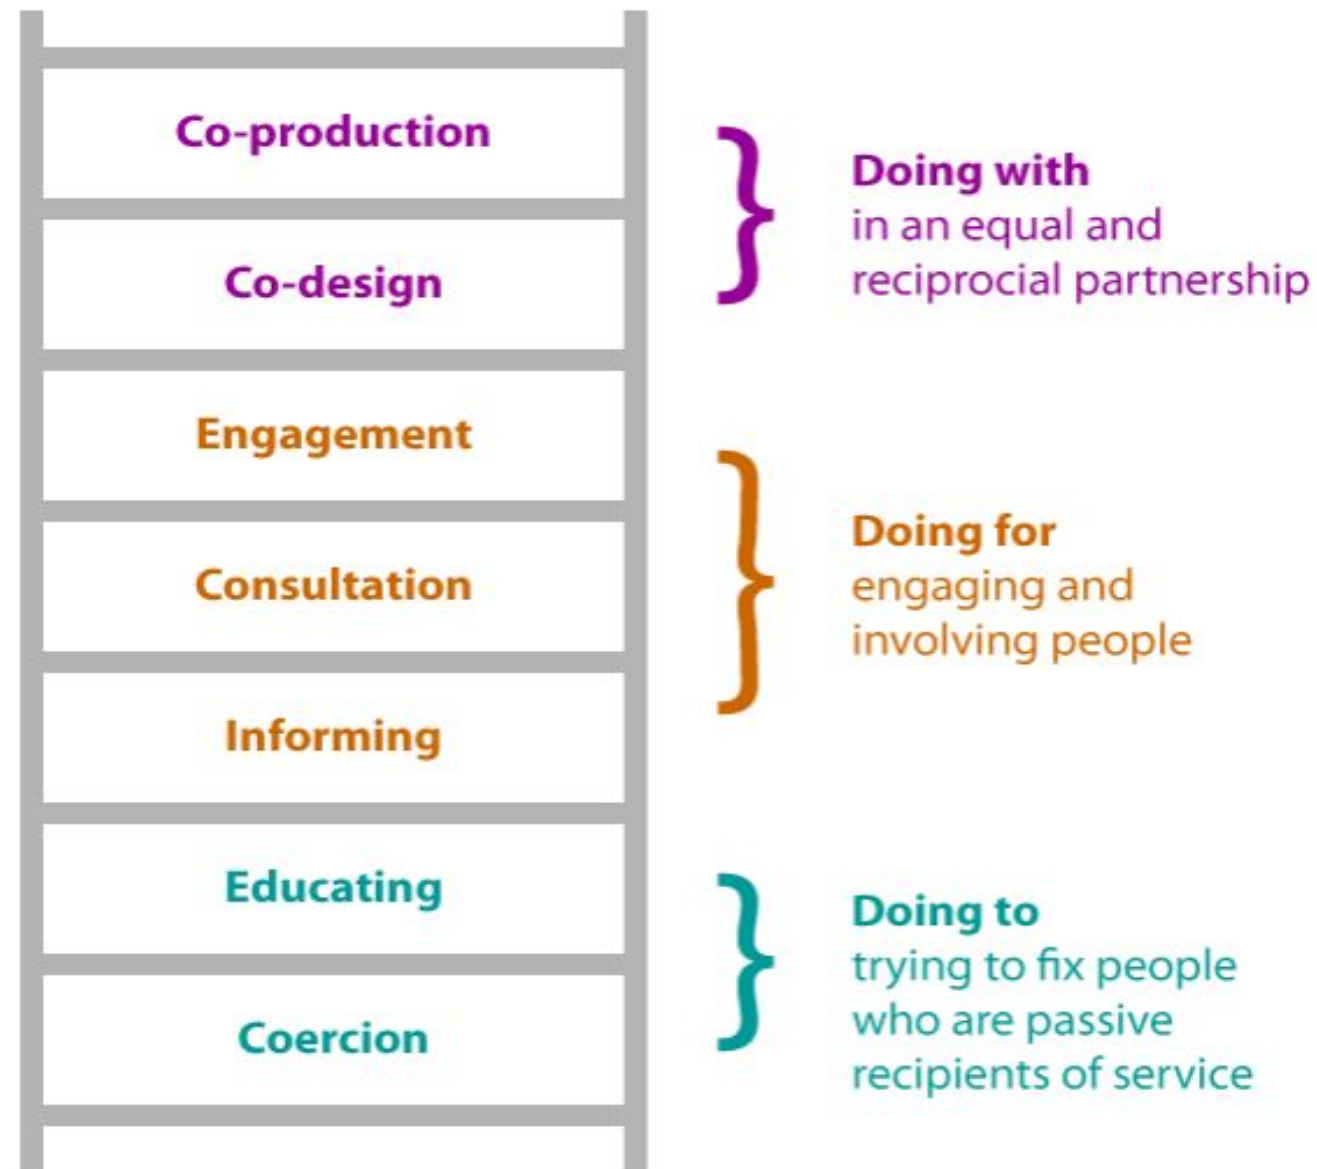 Co-production
Doing with
in an equal and
reciprocial partnership
Co-design
Engagement
Consultation
Doing for
engaging and
involving people
Informing
Educating
Doing to
trying to fix people
who are passive
recipients of service
Coercion